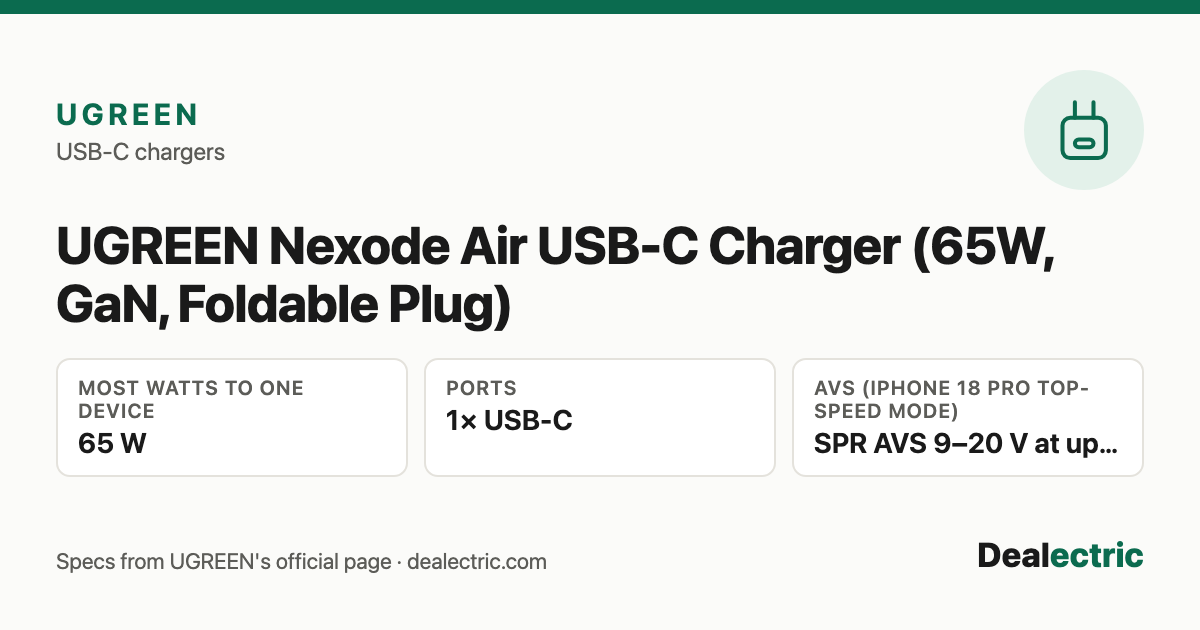 UGREEN
USB-C chargers
UGREEN Nexode Air USB-C Charger (65W,
GaN, Foldable Plug)
MOST WATTS TO ONE
DEVICE
65 W
PORTS
1× USB-C
AVS (IPHONE 18 PRO TOP-
SPEED MODE)
SPR AVS 9–20 V at up...
Specs from UGREEN's official page · dealectric.com
Dealectric